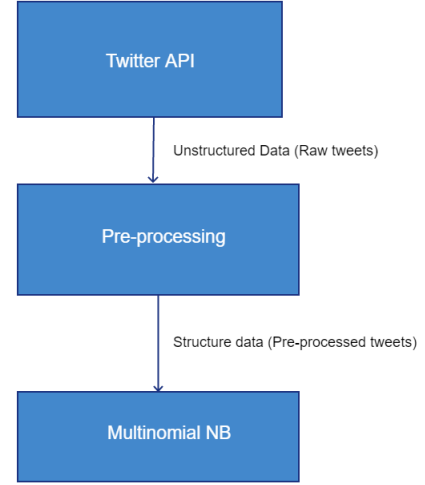 Twitter API
Unstructured Data (Raw tweets)
Pre-processing
Structure data (Pre-processed tweets)
Multinomial NB